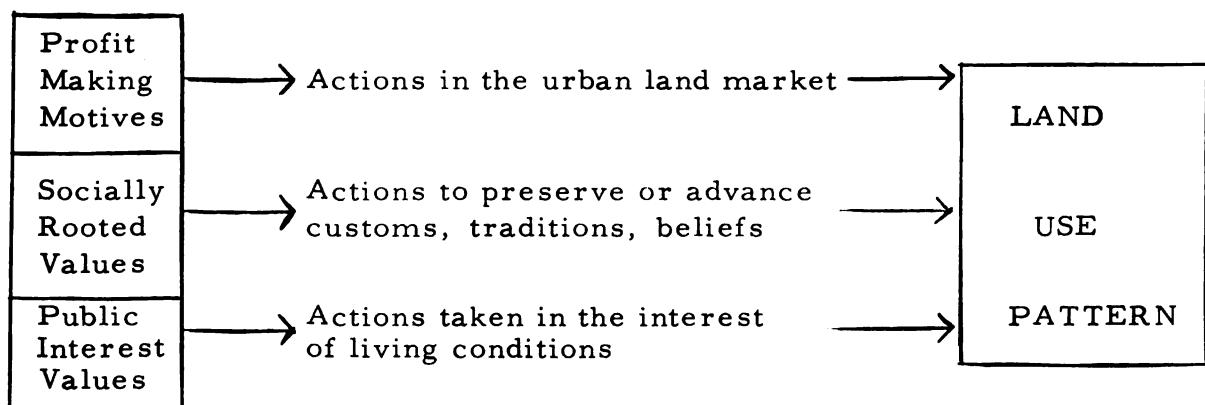 Profit
Making
Motives
Actions in the urban land market
Socially
Rooted
Values
Actions to preserve or advance
customs, traditions, beliefs
Public
Interest
Values
Actions taken in the interest
of living conditions
LAND
USE
PATTERN